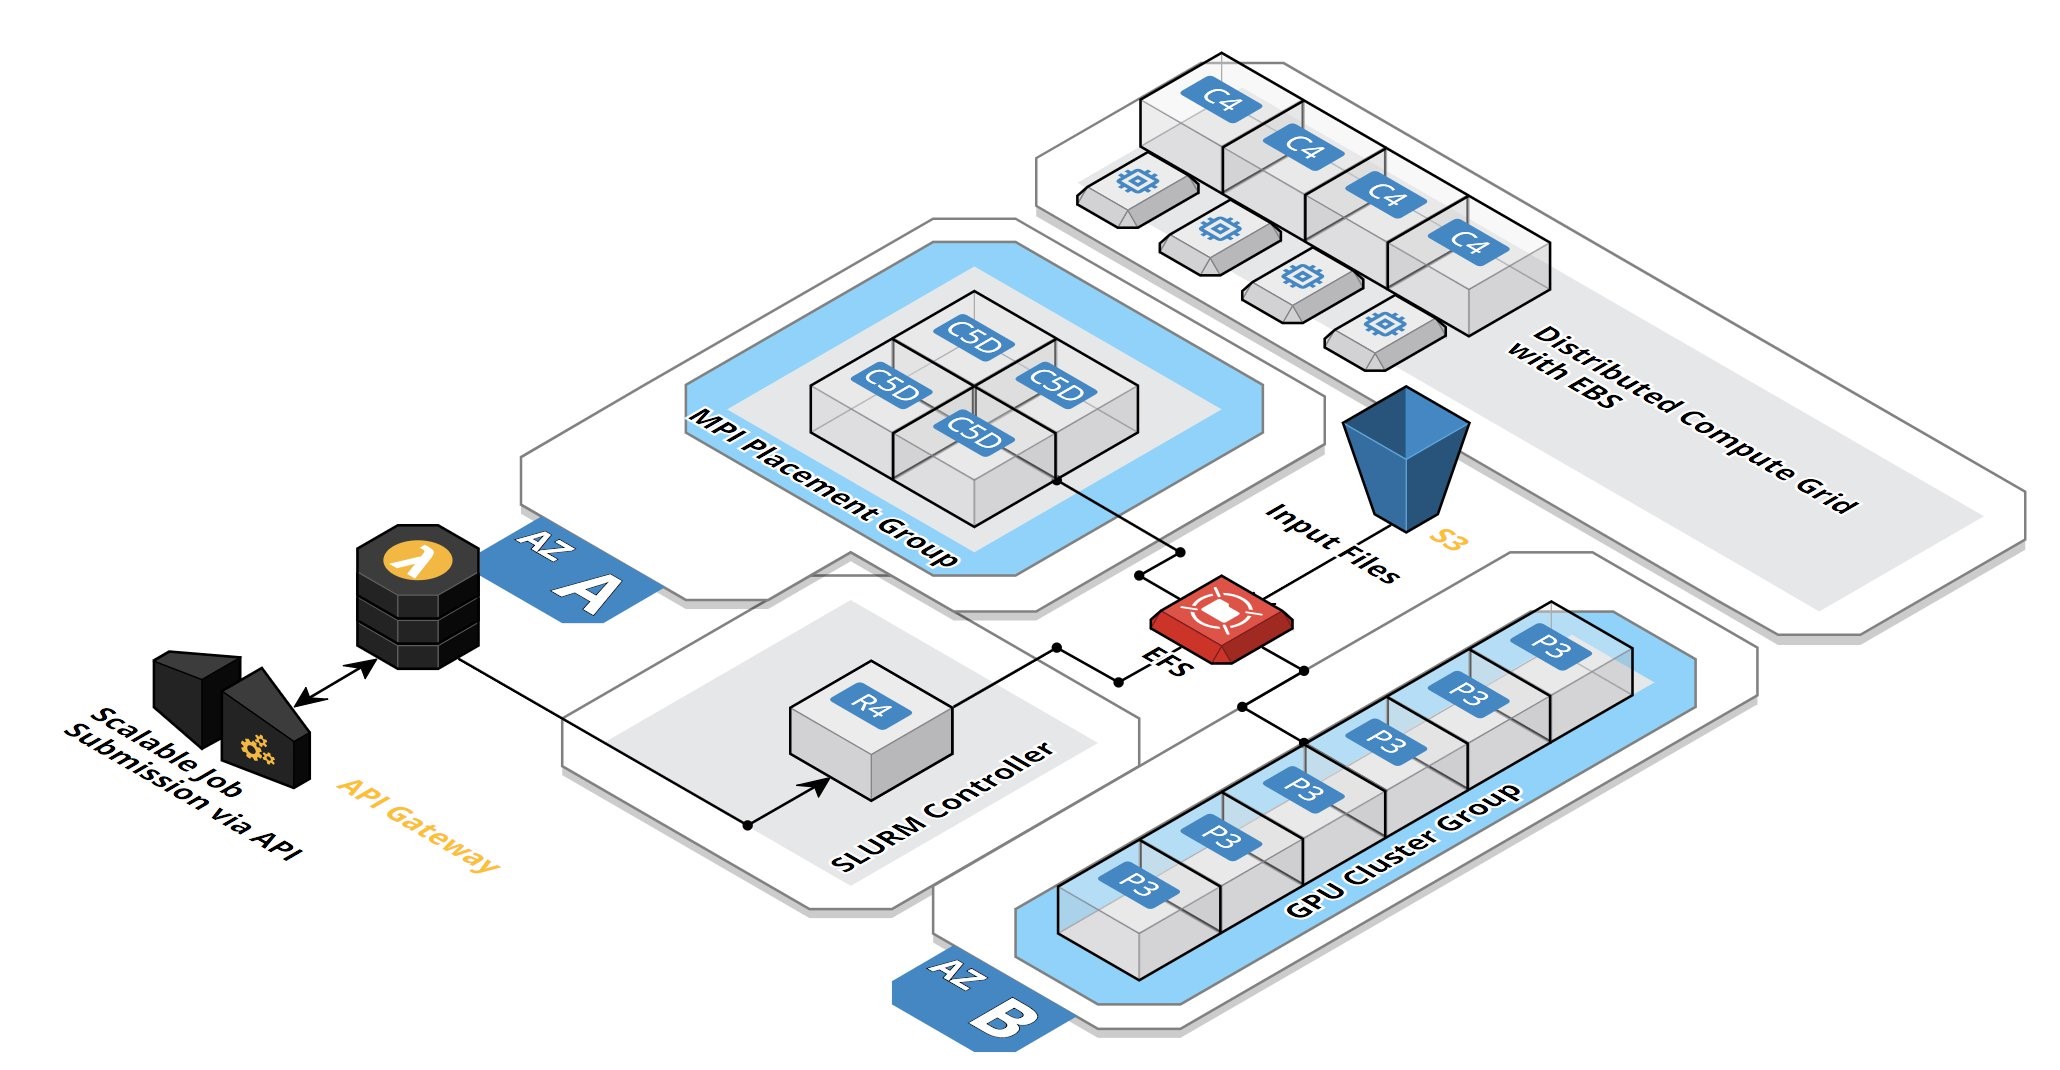 C4
C4
C4
C4
Distributed Compute Grid
with EBS
C5D
C5D
C5D
C5D
MPI Placement Group
S3
Input Files
AZ
A
EFS
Scalable Job
Submission via API
API Gateway
R4
SLURM Controller
P3
P3
P3
P3
P3
P3
GPU Cluster Group
AZ
B